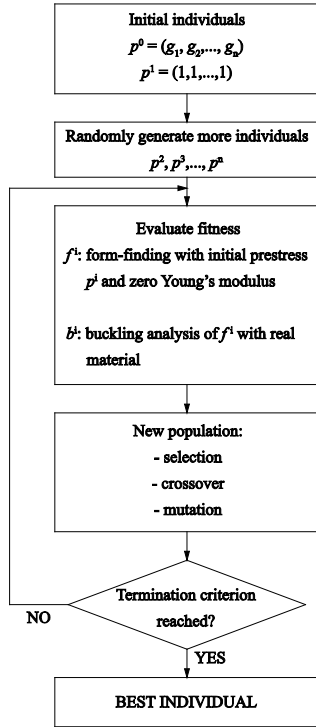 Initial individuals
p⁰ = (g₁, g₂,..., gₙ)
p¹ = (1,1,...,1)
Randomly generate more individuals
p², p³,..., pⁿ
Evaluate fitness
fⁱ: form-finding with initial prestress
pⁱ and zero Young's modulus
bⁱ: buckling analysis of fⁱ with real
material
New population:
- selection
- crossover
- mutation
Termination criterion
reached?
NO
YES
BEST INDIVIDUAL